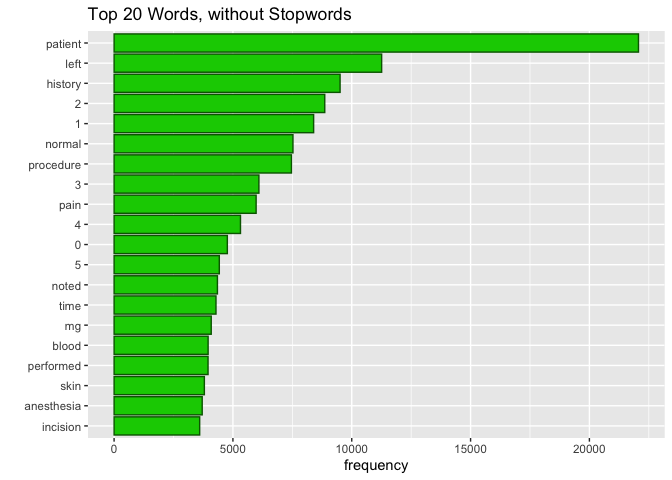 Top 20 Words, without Stopwords
patient
left
history
2
1
normal
procedure
3
pain
4
0
5
noted
time
mg
blood
performed
skin
anesthesia
incision
0 5000 10000 15000 20000
frequency